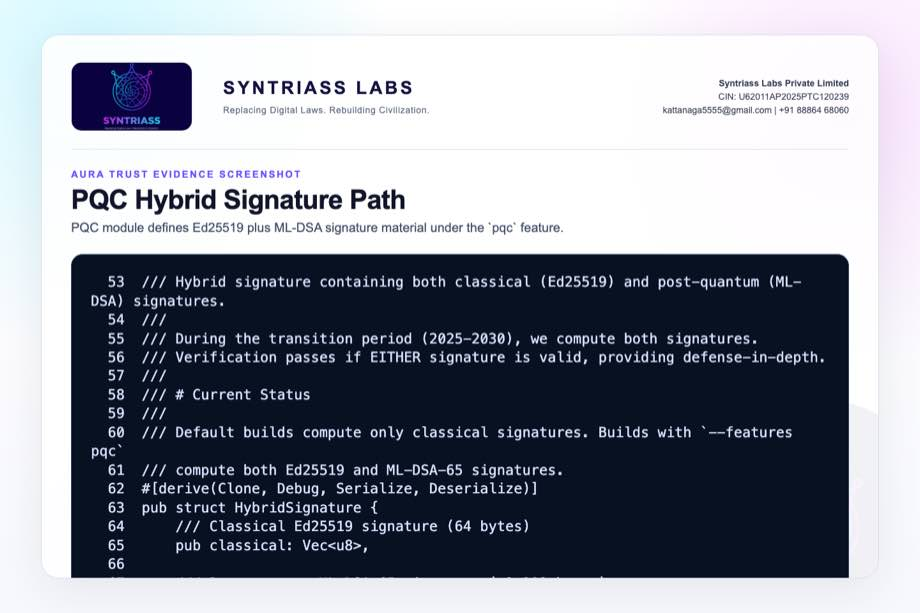 SYNTRIASS
SYNTRIASS LABS
Replacing Digital Laws. Rebuilding Civilization.
Syntriass Labs Private Limited
CIN: U62011AP2025PTC120239
kattanaga5555@gmail.com | +91 88864 68060
AURA TRUST EVIDENCE SCREENSHOT
PQC Hybrid Signature Path
PQC module defines Ed25519 plus ML-DSA signature material under the `pqc` feature.
53 /// Hybrid signature containing both classical (Ed25519) and post-quantum (ML-
DSA) signatures.
54 ///
55 /// During the transition period (2025-2030), we compute both signatures.
56 /// Verification passes if EITHER signature is valid, providing defense-in-depth.
57 ///
58 /// # Current Status
59 ///
60 /// Default builds compute only classical signatures. Builds with `--features
pqc`
61 /// compute both Ed25519 and ML-DSA-65 signatures.
62 #[derive(Clone, Debug, Serialize, Deserialize)]
63 pub struct HybridSignature {
64 /// Classical Ed25519 signature (64 bytes)
65 pub classical: Vec<u8>,
66